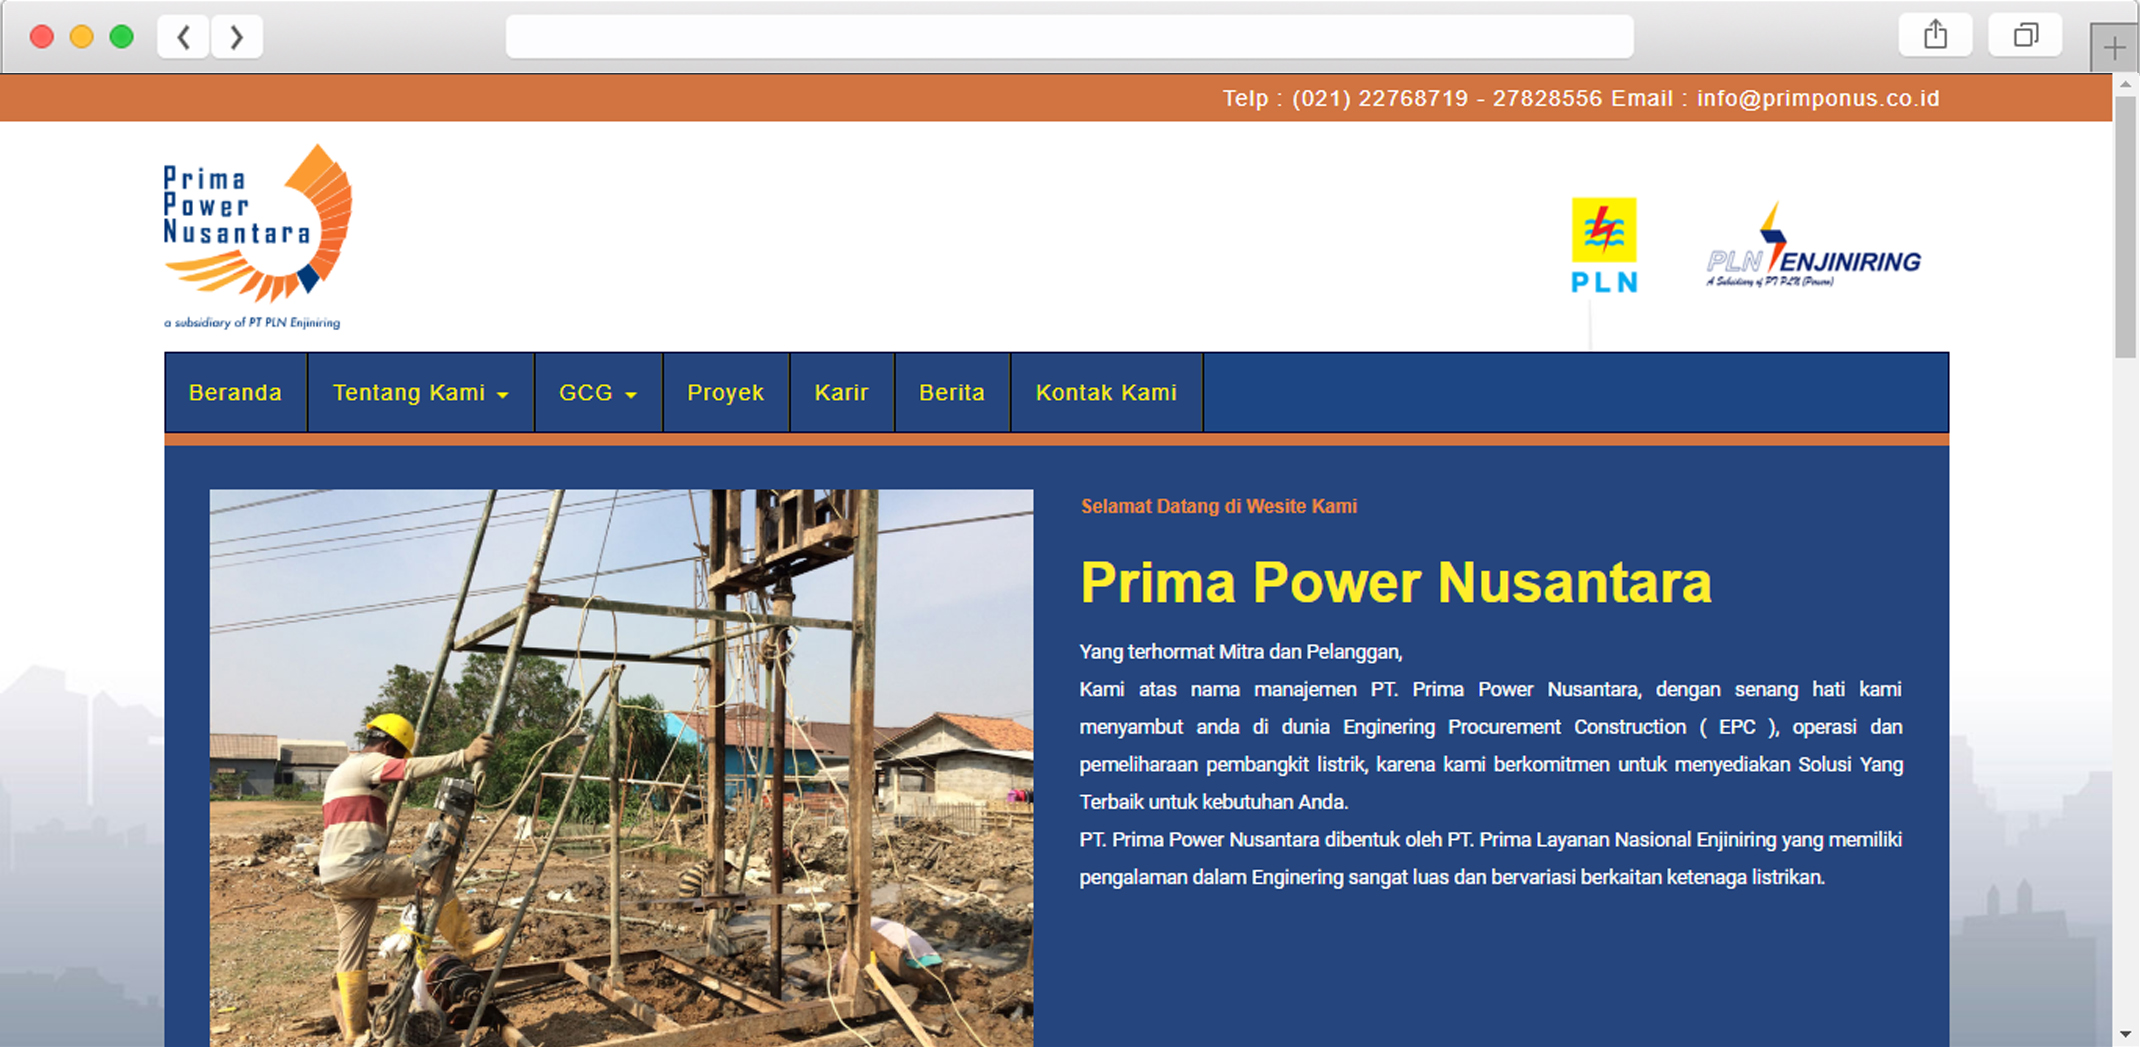 Telp : (021) 22768719 - 27828556 Email : info@primponus.co.id
Prima
Power
Nusantara
a subsidiary of PT PLN Enjiniring
PLN
PLN ENJINIRING
A Subsidiary of PT PLN (Persero)
Beranda
Tentang Kami
GCG
Proyek
Karir
Berita
Kontak Kami
Selamat Datang di Wesite Kami
Prima Power Nusantara
Yang terhormat Mitra dan Pelanggan,
Kami atas nama manajemen PT. Prima Power Nusantara, dengan senang hati kami
menyambut anda di dunia Enginering Procurement Construction ( EPC ), operasi dan
pemeliharaan pembangkit listrik, karena kami berkomitmen untuk menyediakan Solusi Yang
Terbaik untuk kebutuhan Anda.
PT. Prima Power Nusantara dibentuk oleh PT. Prima Layanan Nasional Enjiniring yang memiliki
pengalaman dalam Enginering sangat luas dan bervariasi berkaitan ketenaga listrikan.